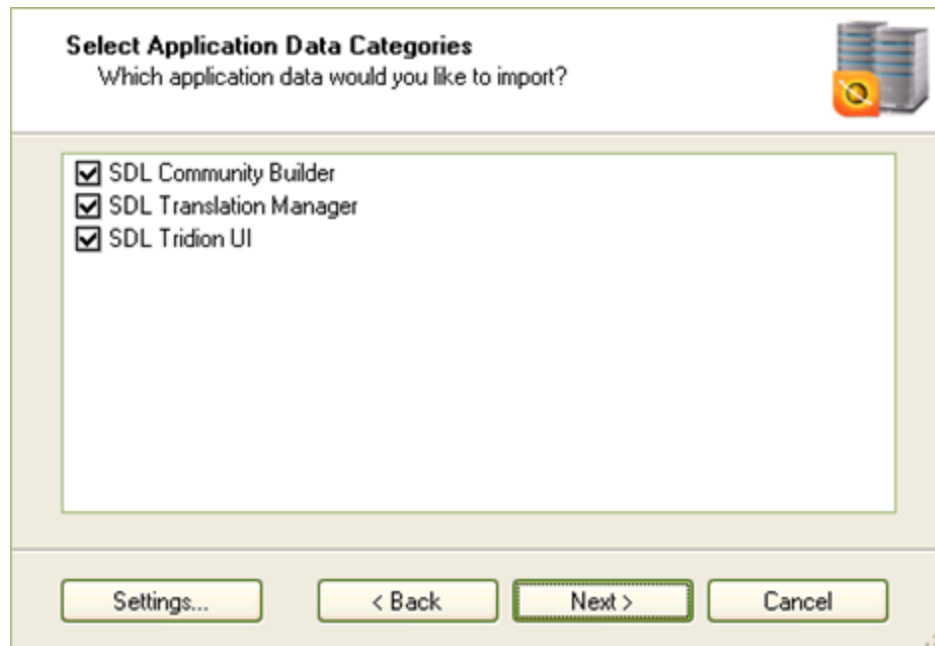 Select Application Data Categories
Which application data would you like to import?
SDL Community Builder
SDL Translation Manager
SDL Tridion UI
Settings... < Back Next > Cancel